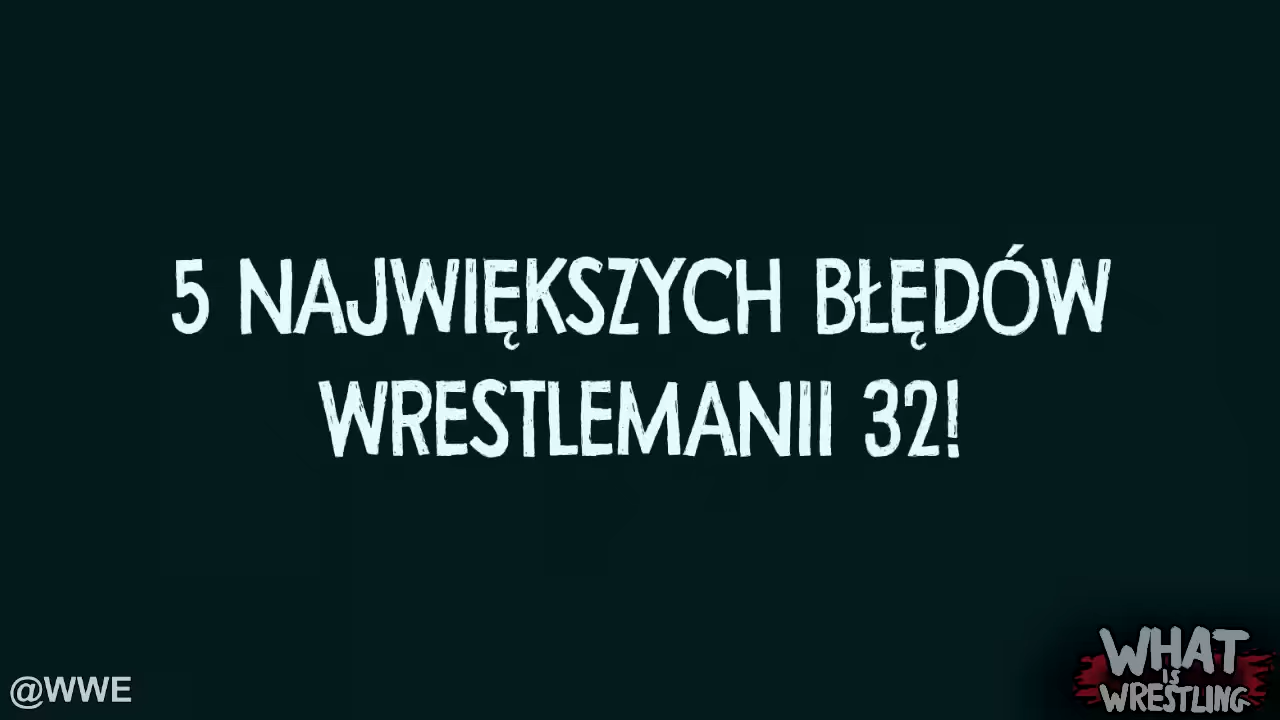 5 NAJWIĘKSZYCH BŁĘDÓW
WRESTLEMANII 32!
@WWE
WHAT
IS
WRESTLING